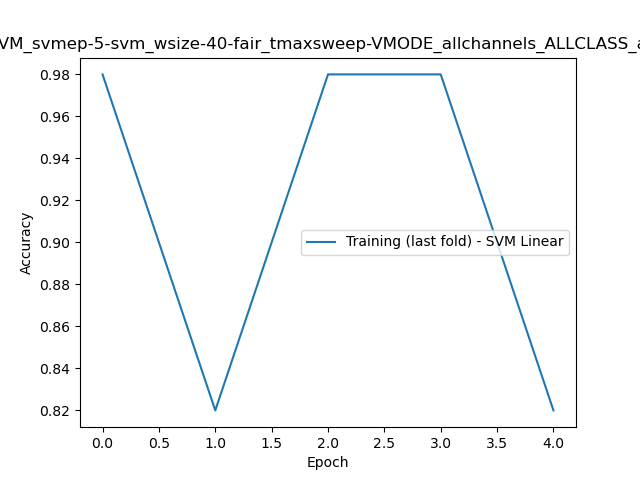 VM_svmep-5-svm_wsize-40-fair_tmaxsweep-VMODE_allchannels_ALLCLASS_a
0.98
0.96
0.94
0.92
0.90
0.88
0.86
0.84
0.82
Accuracy
Training (last fold) - SVM Linear
0.0 0.5 1.0 1.5 2.0 2.5 3.0 3.5 4.0
Epoch